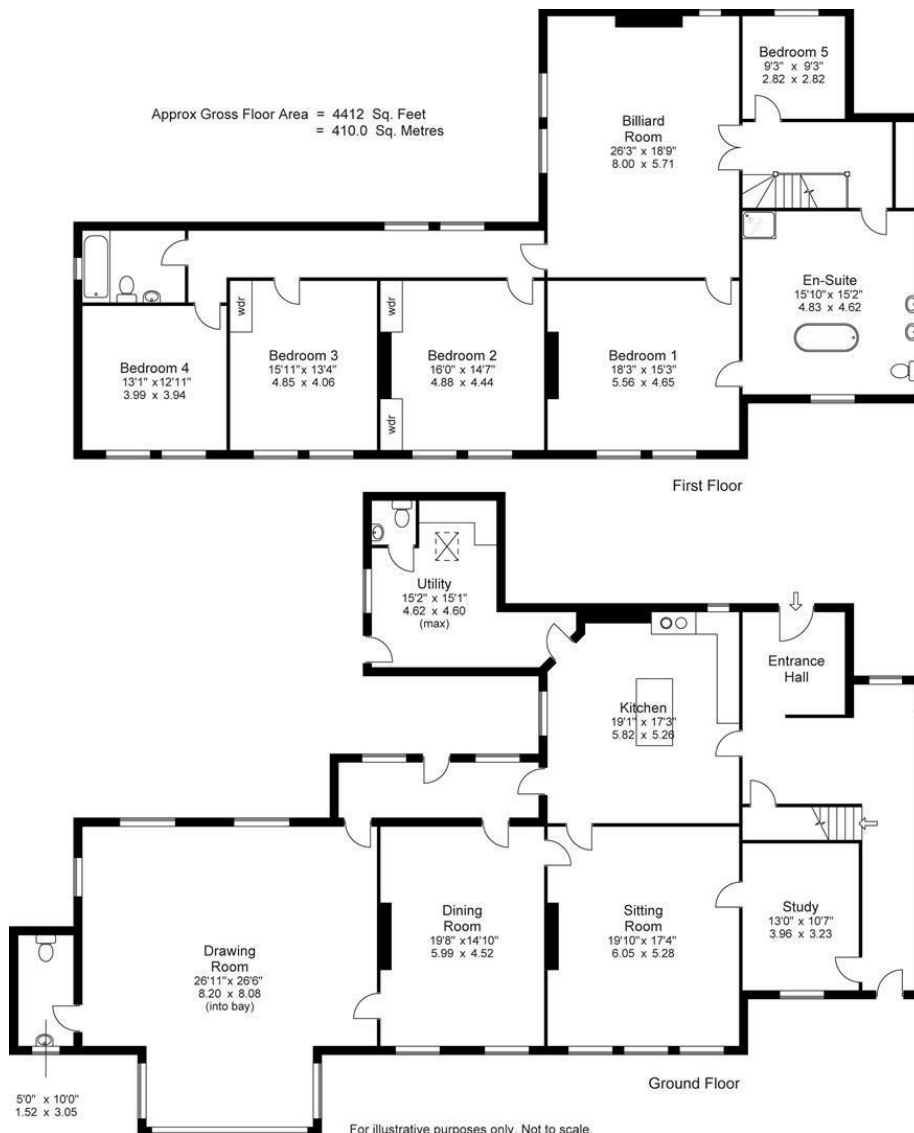 Approx Gross Floor Area = 4412 Sq. Feet
= 410.0 Sq. Metres
Billiard
Room
26'3" x 18'9"
8.00 x 5.71
Bedroom 5
9'3" x 9'3"
2.82 x 2.82
En-Suite
15'10" x 15'2"
4.83 x 4.62
wdr
wdr
wdr
Bedroom 4
13'1" x 12'11"
3.99 x 3.94
Bedroom 3
15'11" x 13'4"
4.85 x 4.06
Bedroom 2
16'0" x 14'7"
4.88 x 4.44
Bedroom 1
18'3" x 15'3"
5.56 x 4.65
First Floor
Utility
15'2" x 15'1"
4.62 x 4.60
(max)
Kitchen
19'1" x 17'3"
5.82 x 5.26
Entrance
Hall
Drawing
Room
26'11" x 26'6"
8.20 x 8.08
(into bay)
Dining
Room
19'8" x 14'10"
5.99 x 4.52
Sitting
Room
19'10" x 17'4"
6.05 x 5.28
Study
13'0" x 10'7"
3.96 x 3.23
5'0" x 10'0"
1.52 x 3.05
Ground Floor
For illustrative purposes only. Not to scale.